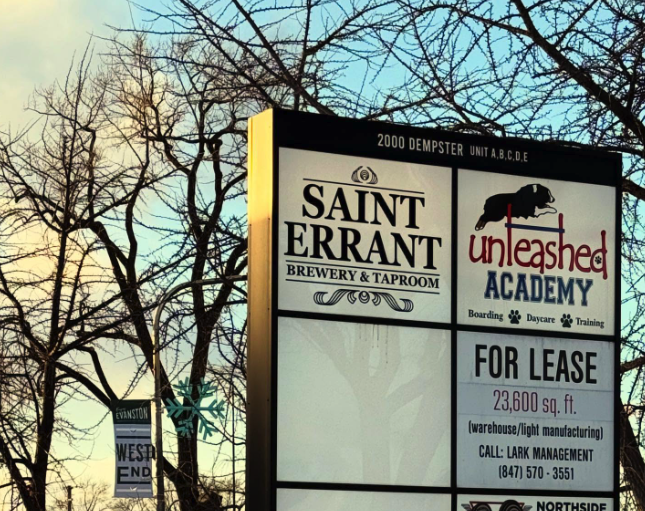 2000 DEMPSTER UNIT A,B,C,D,E
SAINT
ERRANT
BREWERY & TAPROOM
unleashed
ACADEMY
Boarding Daycare Training
FOR LEASE
23,600 sq. ft.
(warehouse/light manufacturing)
CALL: LARK MANAGEMENT
(847) 570 - 3551
NORTHSIDE
EVANSTON
WEST
END